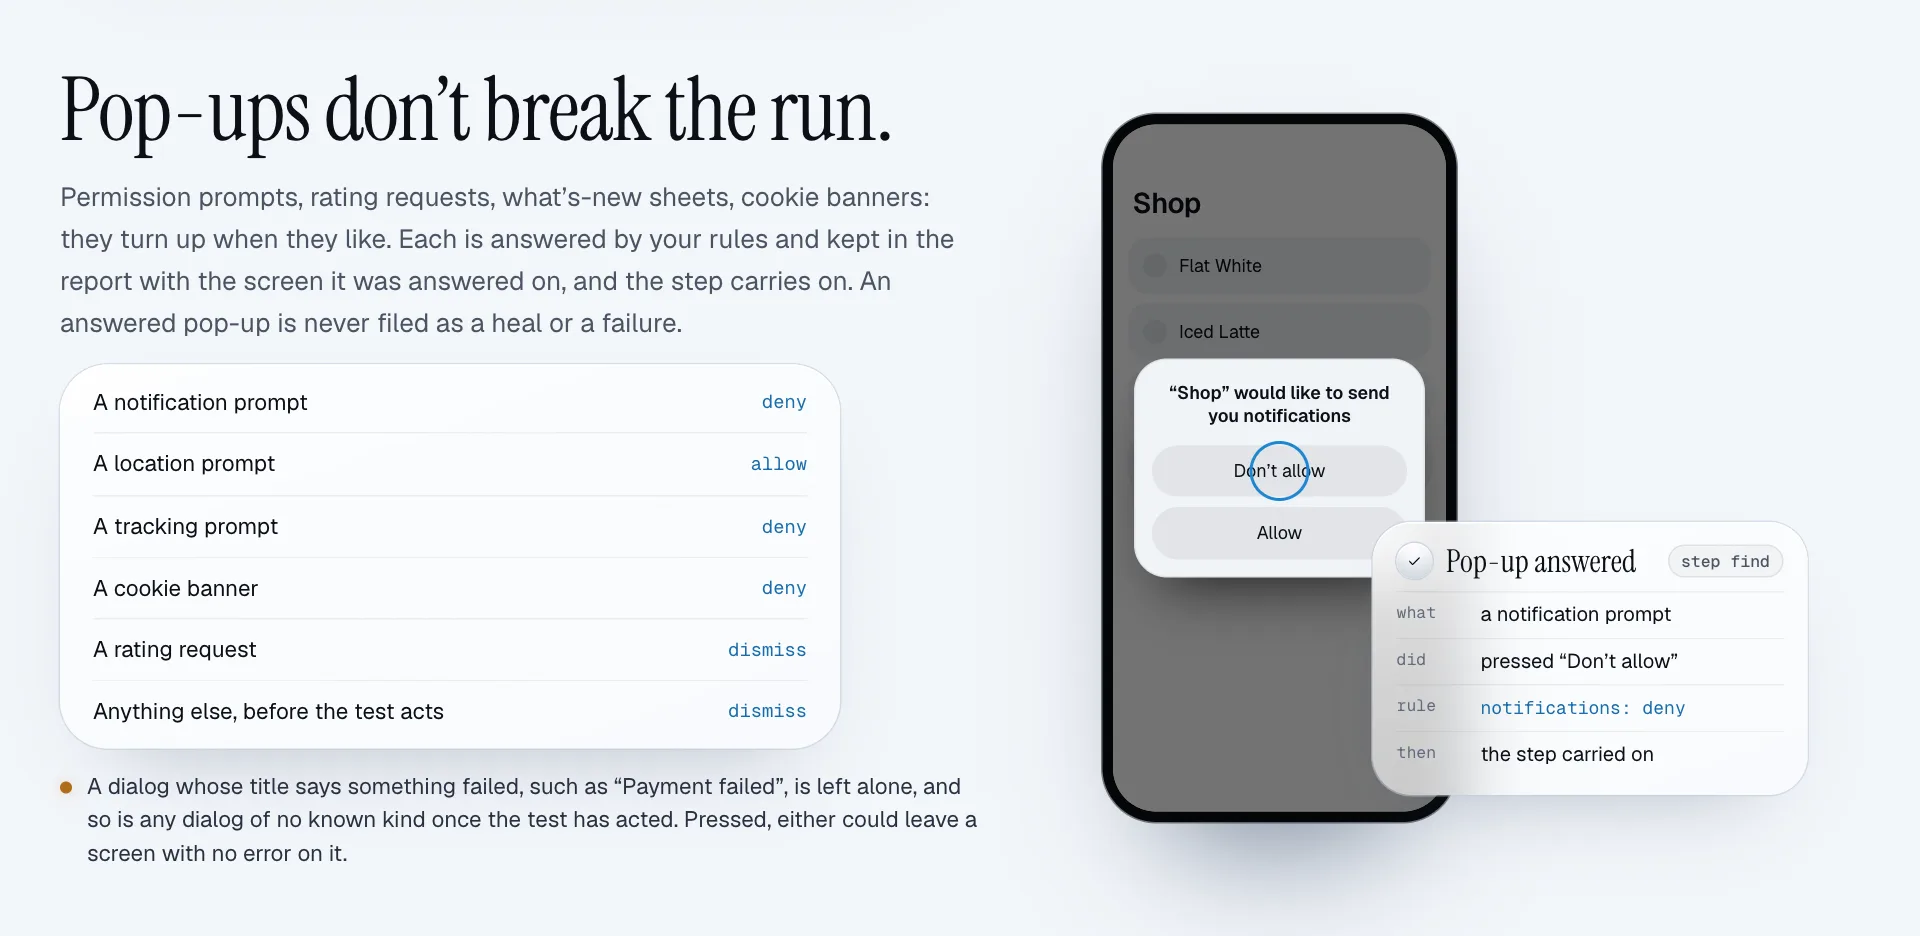 Pop-ups don’t break the run.
Permission prompts, rating requests, what’s-new sheets, cookie banners:
they turn up when they like. Each is answered by your rules and kept in the
report with the screen it was answered on, and the step carries on. An
answered pop-up is never filed as a heal or a failure.
A notification prompt deny
A location prompt allow
A tracking prompt deny
A cookie banner deny
A rating request dismiss
Anything else, before the test acts dismiss
A dialog whose title says something failed, such as “Payment failed”, is left alone, and
so is any dialog of no known kind once the test has acted. Pressed, either could leave a
screen with no error on it.
Shop
Flat White
Iced Latte
“Shop” would like to send
you notifications
Don’t allow
Allow
Pop-up answered step find
what a notification prompt
did pressed “Don’t allow”
rule notifications: deny
then the step carried on